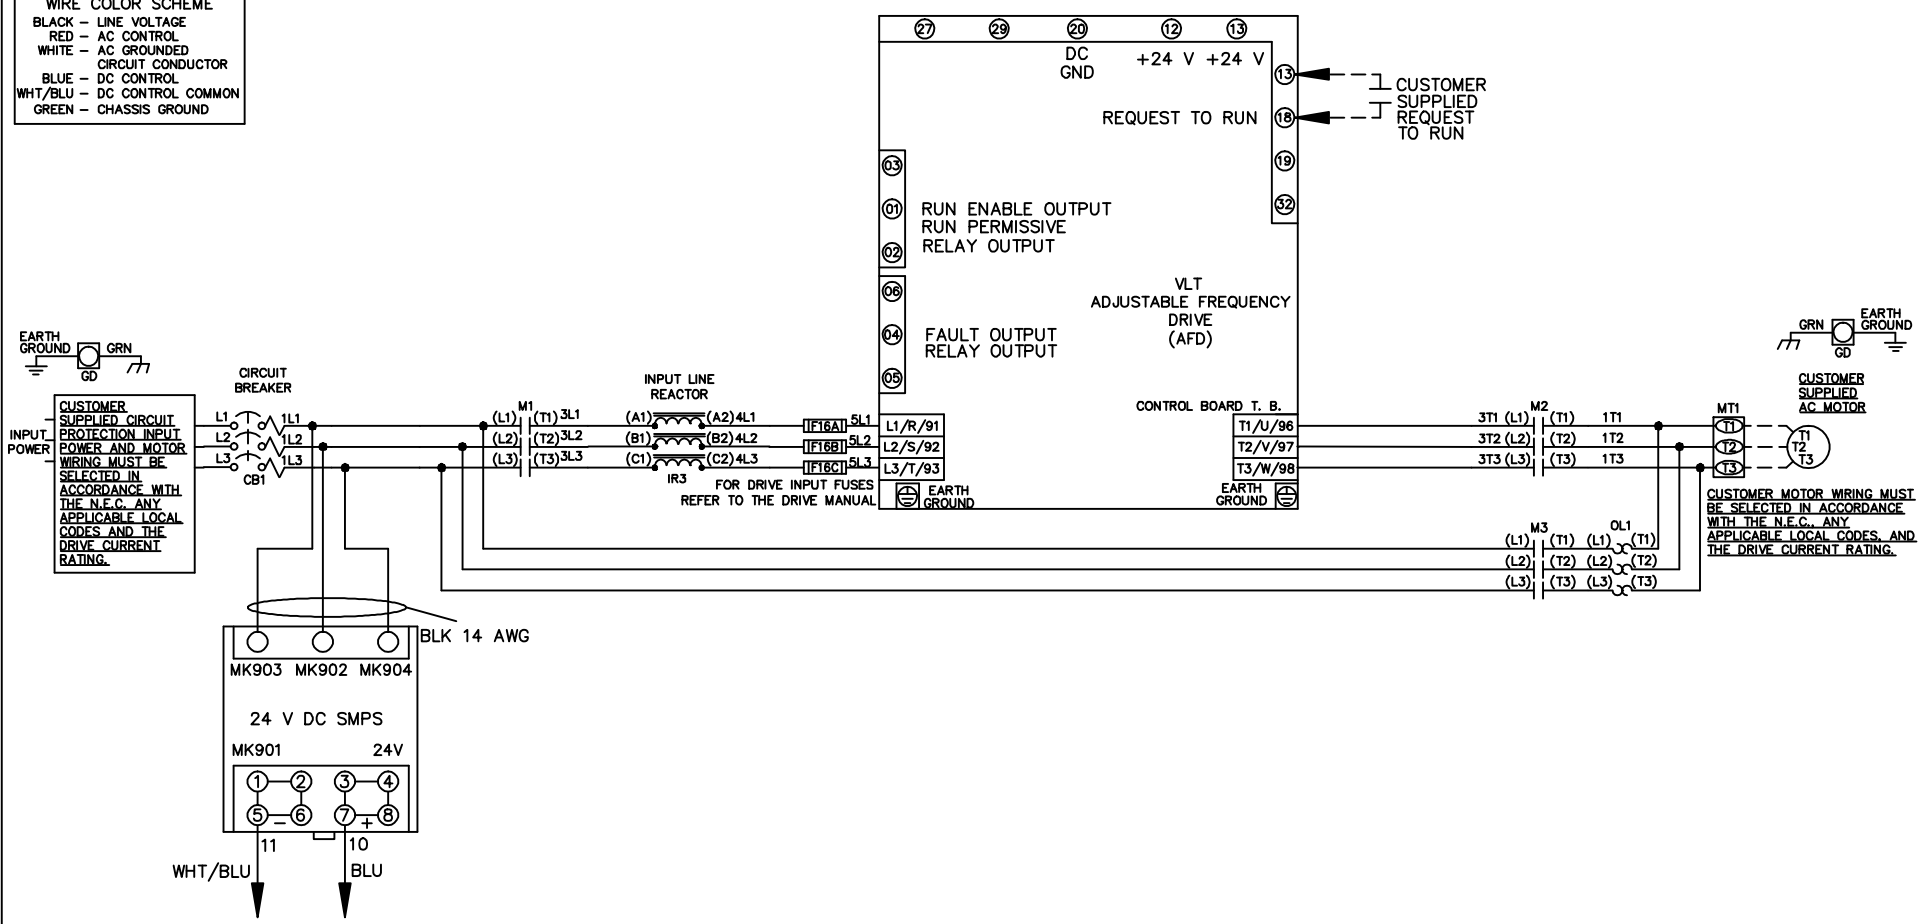 WIRE COLOR SCHEME
BLACK – LINE VOLTAGE
RED – AC CONTROL
WHITE – AC GROUNDED
CIRCUIT CONDUCTOR
BLUE – DC CONTROL
WHT/BLU – DC CONTROL COMMON
GREEN – CHASSIS GROUND
27 29 20 12 13
DC
GND
+24 V +24 V
13
REQUEST TO RUN
18
19
32
CUSTOMER
SUPPLIED
REQUEST
TO RUN
03
01
02
RUN ENABLE OUTPUT
RUN PERMISSIVE
RELAY OUTPUT
06
04
05
FAULT OUTPUT
RELAY OUTPUT
VLT
ADJUSTABLE FREQUENCY
DRIVE
(AFD)
CONTROL BOARD T. B.
L1/R/91
L2/S/92
L3/T/93
EARTH
GROUND
T1/U/96
T2/V/97
T3/W/98
EARTH
GROUND
EARTH
GROUND
GRN
GD
INPUT
POWER
CUSTOMER
SUPPLIED CIRCUIT
PROTECTION INPUT
POWER AND MOTOR
WIRING MUST BE
SELECTED IN
ACCORDANCE WITH
THE N.E.C. ANY
APPLICABLE LOCAL
CODES AND THE
DRIVE CURRENT
RATING.
CIRCUIT
BREAKER
L1 1L1
L2 1L2
L3 1L3
CB1
M1
(L1) (T1) 3L1
(L2) (T2) 3L2
(L3) (T3) 3L3
INPUT LINE
REACTOR
(A1) (A2) 4L1
(B1) (B2) 4L2
(C1) (C2) 4L3
IR3
F16A 5L1
F16B 5L2
F16C 5L3
FOR DRIVE INPUT FUSES
REFER TO THE DRIVE MANUAL
M2
3T1 (L1) (T1) 1T1
3T2 (L2) (T2) 1T2
3T3 (L3) (T3) 1T3
MT1
T1
T2
T3
GRN
EARTH
GROUND
GD
CUSTOMER
SUPPLIED
AC MOTOR
T1
T2
T3
CUSTOMER MOTOR WIRING MUST
BE SELECTED IN ACCORDANCE
WITH THE N.E.C., ANY
APPLICABLE LOCAL CODES, AND
THE DRIVE CURRENT RATING.
M3 OL1
(L1) (T1) (L1) (T1)
(L2) (T2) (L2) (T2)
(L3) (T3) (L3) (T3)
BLK 14 AWG
MK903 MK902 MK904
24 V DC SMPS
MK901 24V
1 2 3 4
5 6 7 8
– +
11 10
WHT/BLU BLU